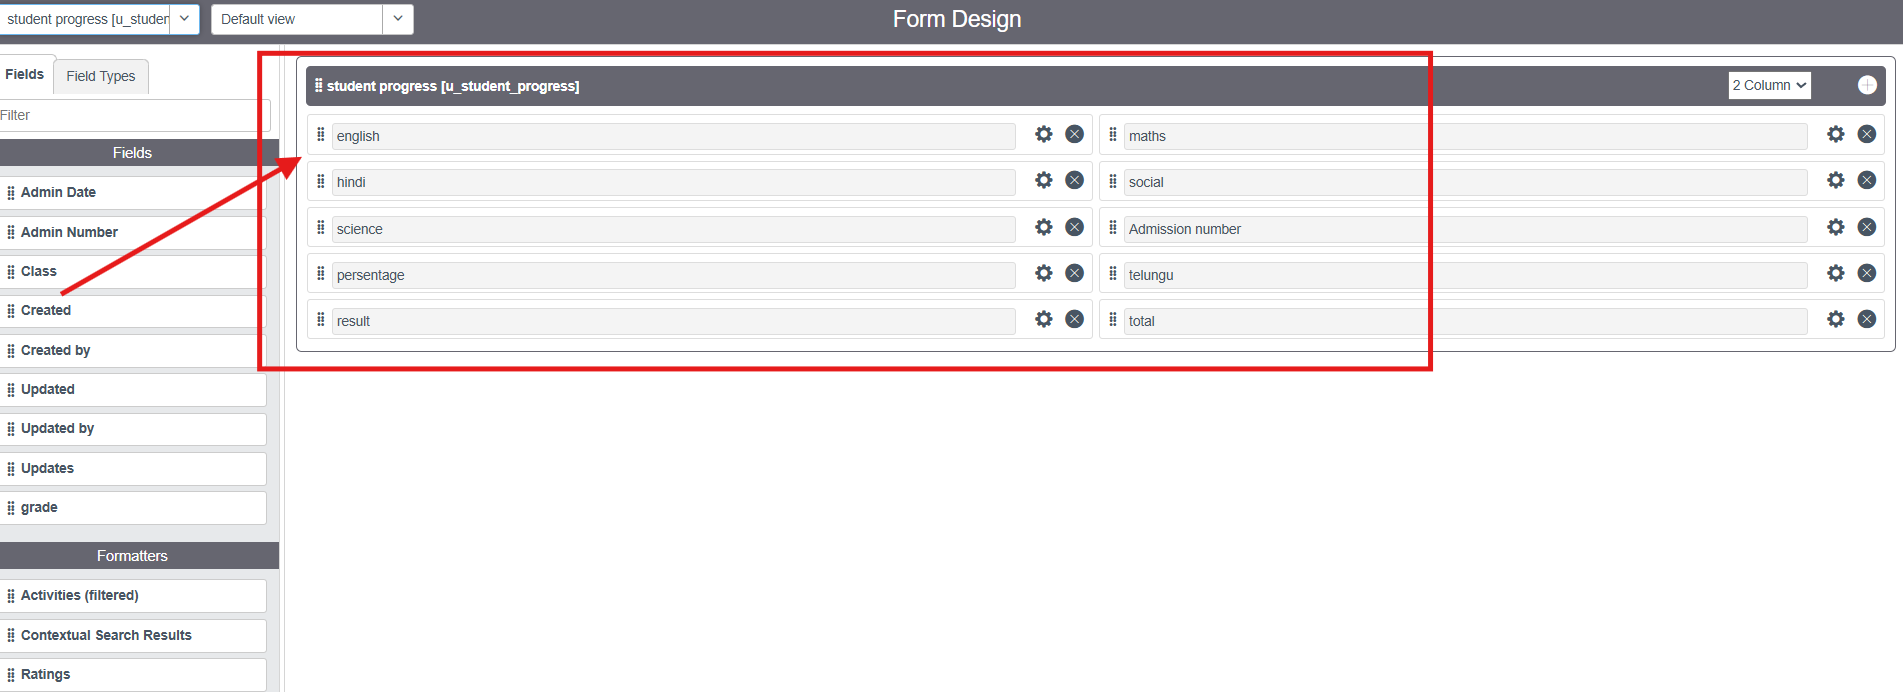 student progress [u_studen
Default view
Form Design
Fields
Field Types
Filter
Fields
Admin Date
Admin Number
Class
Created
Created by
Updated
Updated by
Updates
grade
Formatters
Activities (filtered)
Contextual Search Results
Ratings
student progress [u_student_progress]
2 Column
english
maths
hindi
social
science
Admission number
persentage
telungu
result
total